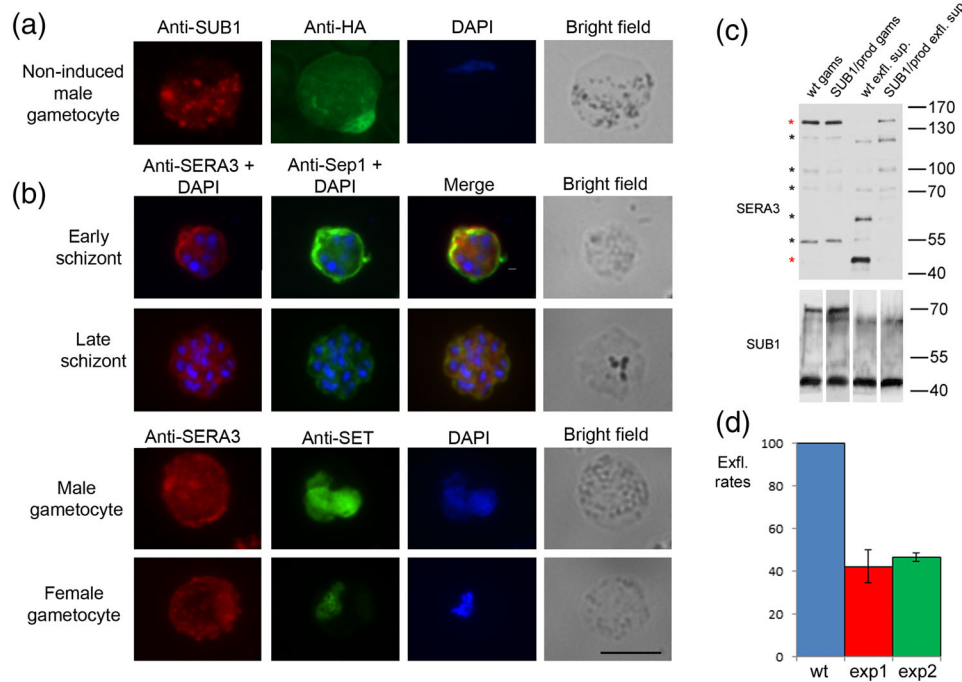 (a)
Anti-SUB1 Anti-HA DAPI Bright field
Non-induced
male
gametocyte
(b)
Anti-SERA3 +
DAPI
Anti-Sep1 +
DAPI
Merge
Bright field
Early
schizont
Late
schizont
Anti-SERA3 Anti-SET DAPI Bright field
Male
gametocyte
Female
gametocyte
(c)
wt gams
SUB1/prod gams
wt exfl. sup.
SUB1/prod exfl. sup.
170
130
100
70
55
40
SERA3
*
*
*
*
*
*
*
SUB1
70
55
40
(d)
Exfl.
rates
100
80
60
40
20
0
wt exp1 exp2